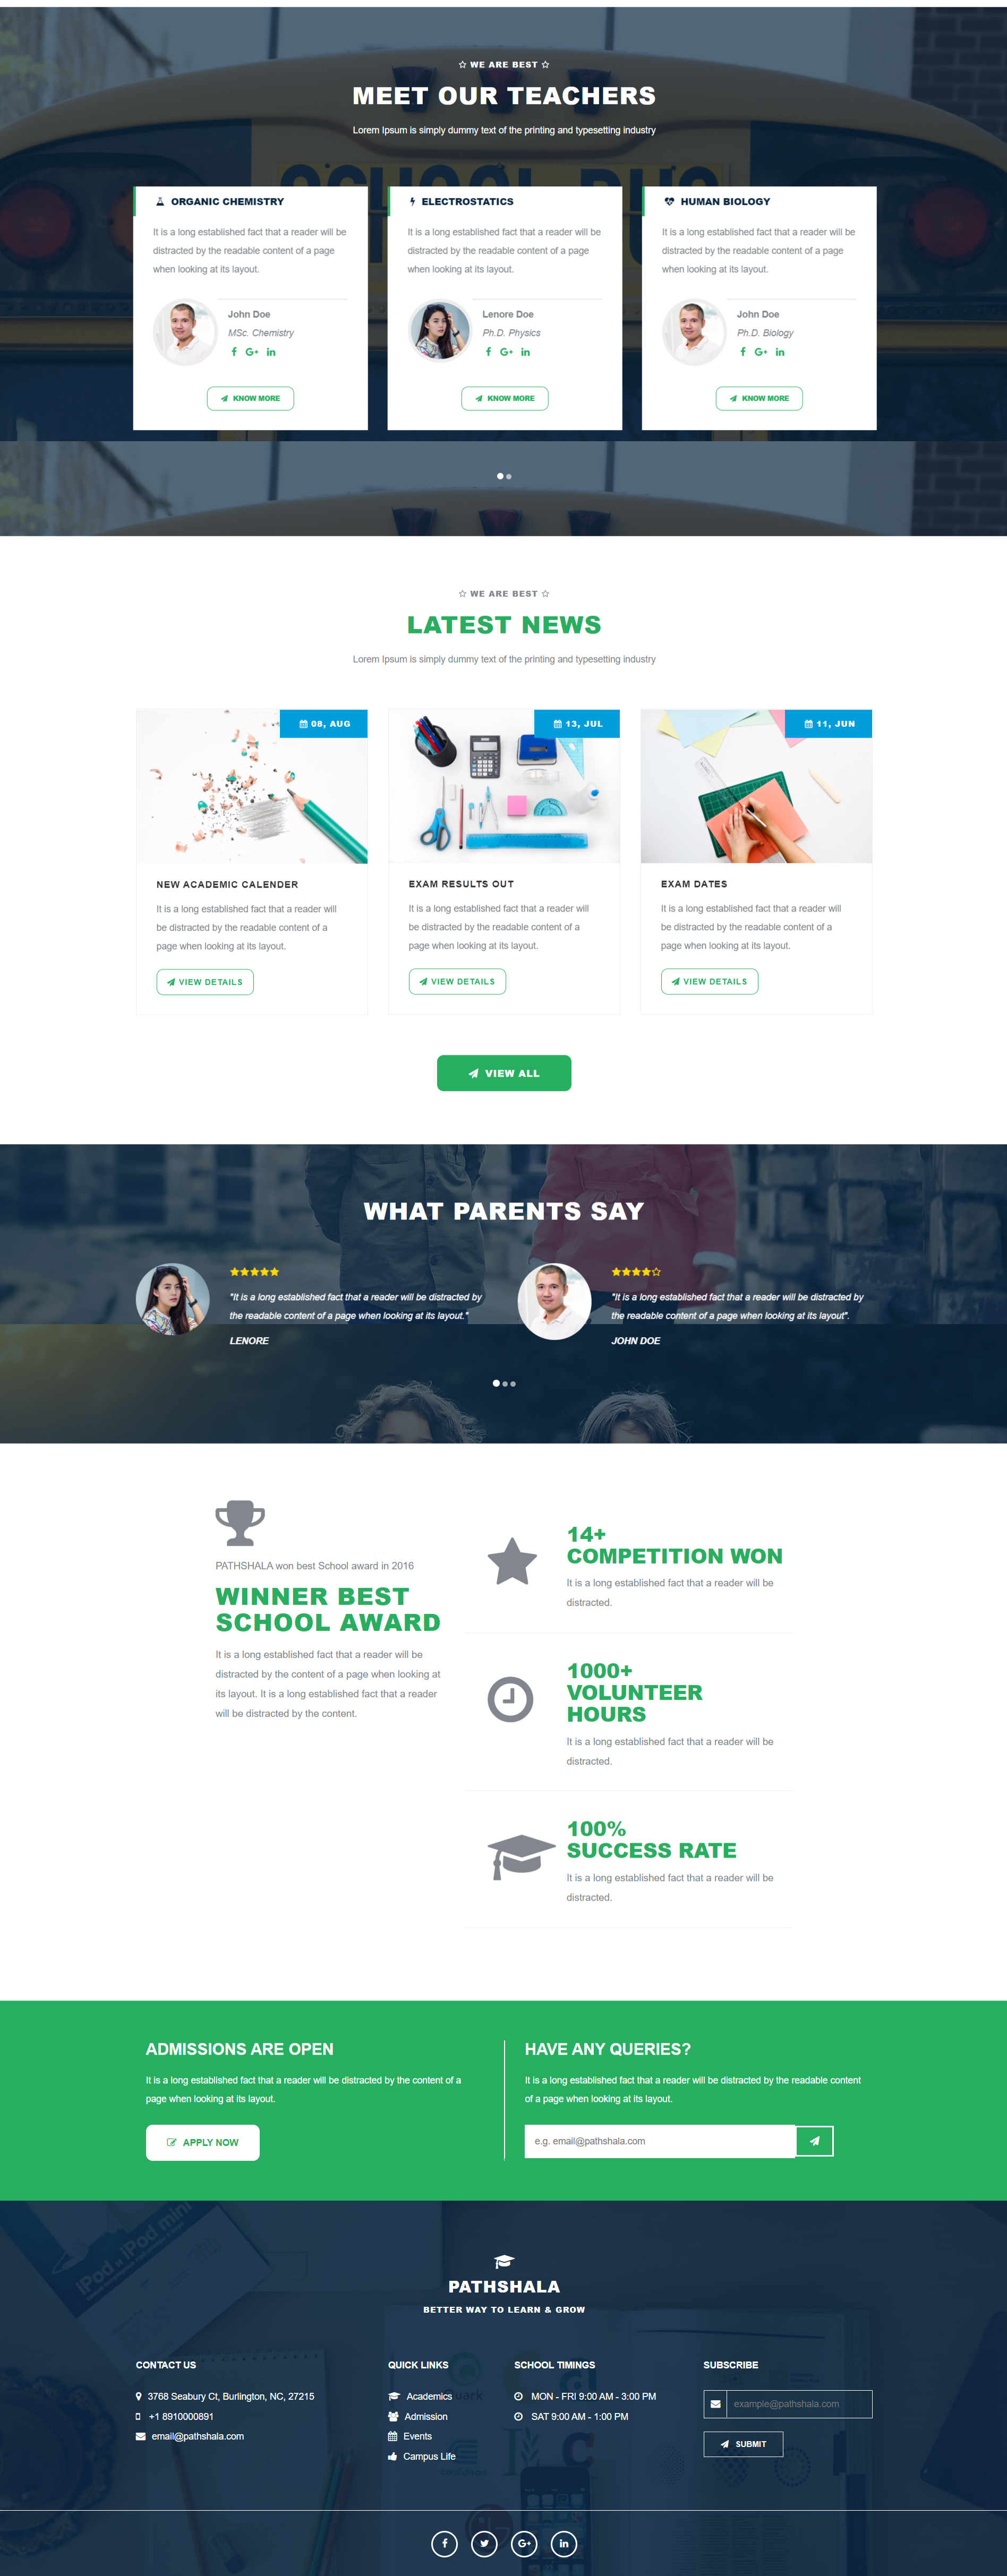 WE ARE BEST
MEET OUR TEACHERS
Lorem Ipsum is simply dummy text of the printing and typesetting industry
ORGANIC CHEMISTRY
It is a long established fact that a reader will be
distracted by the readable content of a page
when looking at its layout.
John Doe
MSc. Chemistry
KNOW MORE
ELECTROSTATICS
It is a long established fact that a reader will be
distracted by the readable content of a page
when looking at its layout.
Lenore Doe
Ph.D. Physics
KNOW MORE
HUMAN BIOLOGY
It is a long established fact that a reader will be
distracted by the readable content of a page
when looking at its layout.
John Doe
Ph.D. Biology
KNOW MORE
WE ARE BEST
LATEST NEWS
Lorem Ipsum is simply dummy text of the printing and typesetting industry
08, AUG
NEW ACADEMIC CALENDER
It is a long established fact that a reader will
be distracted by the readable content of a
page when looking at its layout.
VIEW DETAILS
13, JUL
EXAM RESULTS OUT
It is a long established fact that a reader will
be distracted by the readable content of a
page when looking at its layout.
VIEW DETAILS
11, JUN
EXAM DATES
It is a long established fact that a reader will
be distracted by the readable content of a
page when looking at its layout.
VIEW DETAILS
VIEW ALL
WHAT PARENTS SAY
"It is a long established fact that a reader will be distracted by
the readable content of a page when looking at its layout."
LENORE
"It is a long established fact that a reader will be distracted by
the readable content of a page when looking at its layout".
JOHN DOE
PATHSHALA won best School award in 2016
WINNER BEST
SCHOOL AWARD
It is a long established fact that a reader will be
distracted by the content of a page when looking at
its layout. It is a long established fact that a reader
will be distracted by the content.
14+
COMPETITION WON
It is a long established fact that a reader will be
distracted.
1000+
VOLUNTEER
HOURS
It is a long established fact that a reader will be
distracted.
100%
SUCCESS RATE
It is a long established fact that a reader will be
distracted.
ADMISSIONS ARE OPEN
It is a long established fact that a reader will be distracted by the content of a
page when looking at its layout.
APPLY NOW
HAVE ANY QUERIES?
It is a long established fact that a reader will be distracted by the readable content
of a page when looking at its layout.
e.g. email@pathshala.com
iPod mini
PATHSHALA
BETTER WAY TO LEARN & GROW
CONTACT US
3768 Seabury Ct, Burlington, NC, 27215
+1 8910000891
email@pathshala.com
QUICK LINKS
Academics
Admission
Events
Campus Life
SCHOOL TIMINGS
MON - FRI 9:00 AM - 3:00 PM
SAT 9:00 AM - 1:00 PM
SUBSCRIBE
example@pathshala.com
SUBMIT